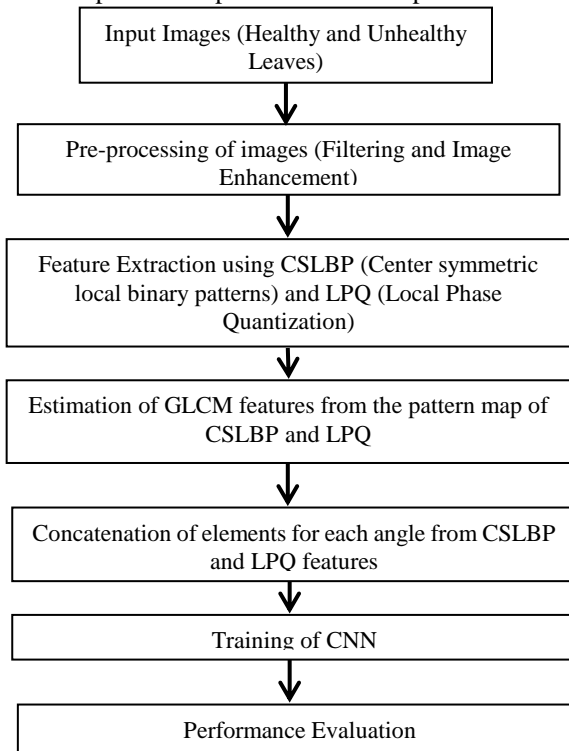 Input Images (Healthy and Unhealthy
Leaves)
Pre-processing of images (Filtering and Image
Enhancement)
Feature Extraction using CSLBP (Center symmetric
local binary patterns) and LPQ (Local Phase
Quantization)
Estimation of GLCM features from the pattern map of
CSLBP and LPQ
Concatenation of elements for each angle from CSLBP
and LPQ features
Training of CNN
Performance Evaluation